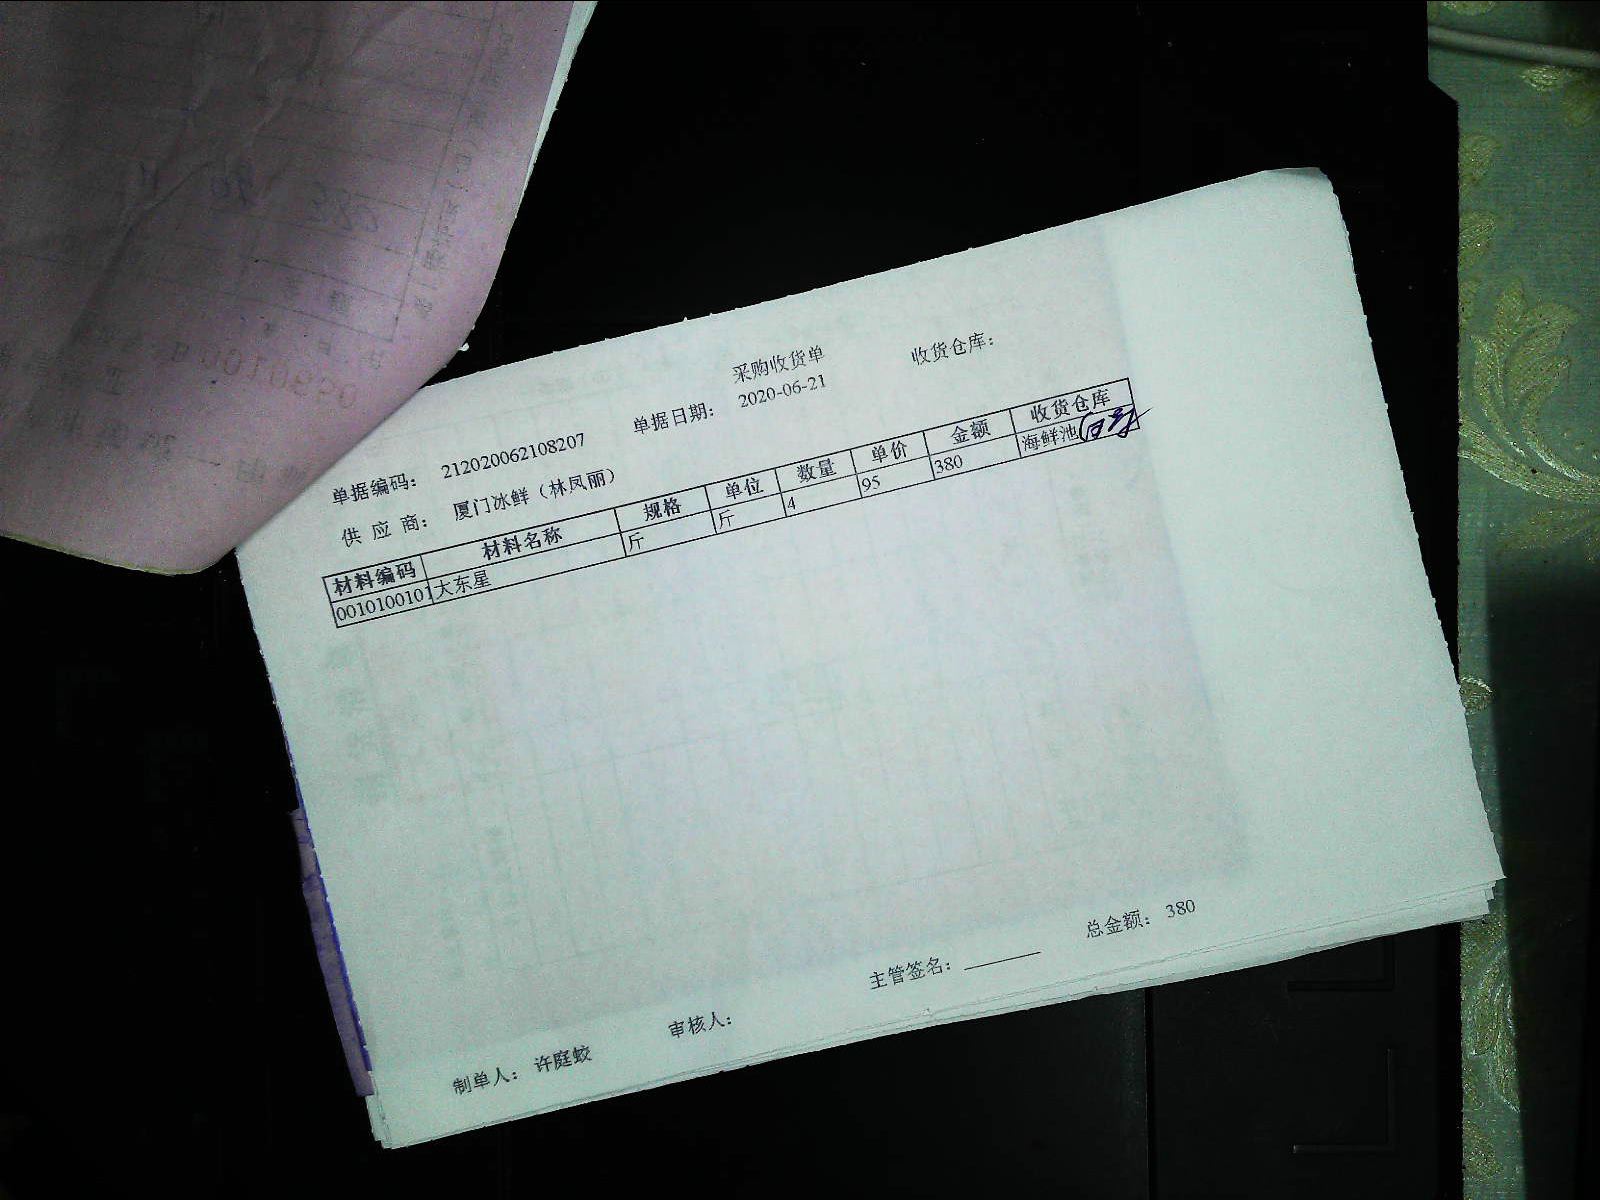 采购收货单
收货仓库：
单据编码： 212020062108207 单据日期： 2020-06-21
供 应 商： 厦门冰鲜（林凤丽）
材料编码 材料名称 规格 单位 数量 单价 金额 收货仓库
0010100101 大东星 斤 斤 4 95 380 海鲜池
制单人： 许庭蛟 审核人： 主管签名： 总金额： 380